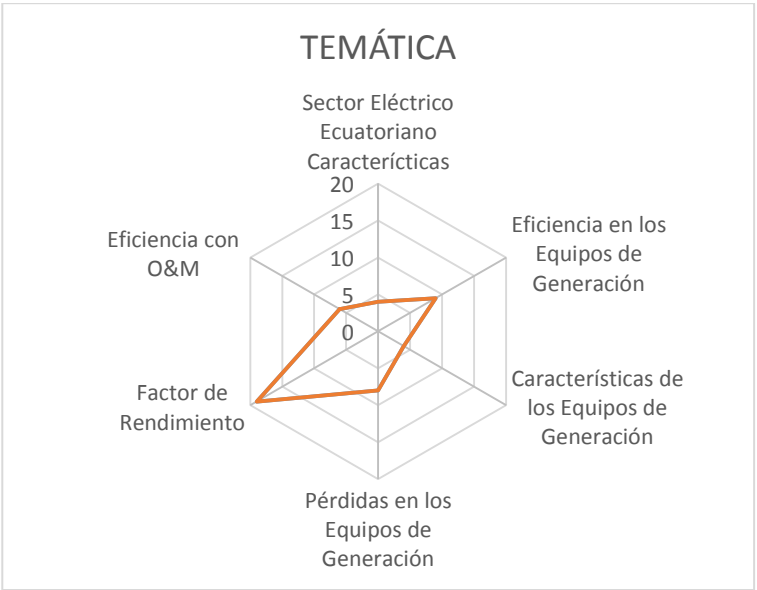 TEMÁTICA
Sector Eléctrico
Ecuatoriano
Caracterícticas
20
15
10
5
0
Eficiencia en los
Equipos de
Generación
Características de
los Equipos de
Generación
Pérdidas en los
Equipos de
Generación
Factor de
Rendimiento
Eficiencia con
O&M